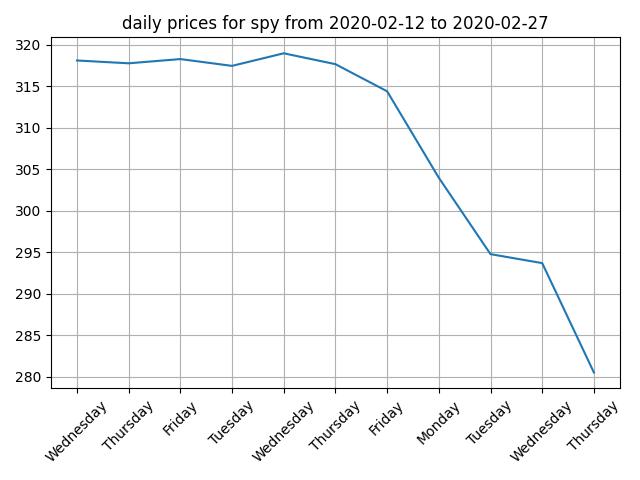 daily prices for spy from 2020-02-12 to 2020-02-27
320
315
310
305
300
295
290
285
280
Wednesday
Thursday
Friday
Tuesday
Wednesday
Thursday
Friday
Monday
Tuesday
Wednesday
Thursday